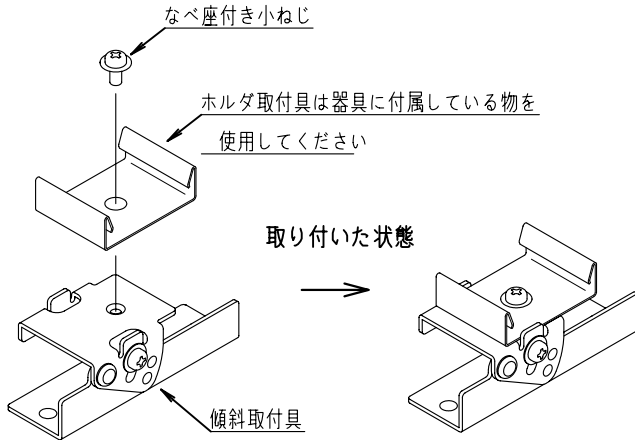 なべ座付き小ねじ
ホルダ取付具は器具に付属している物を
使用してください
取り付いた状態
傾斜取付具